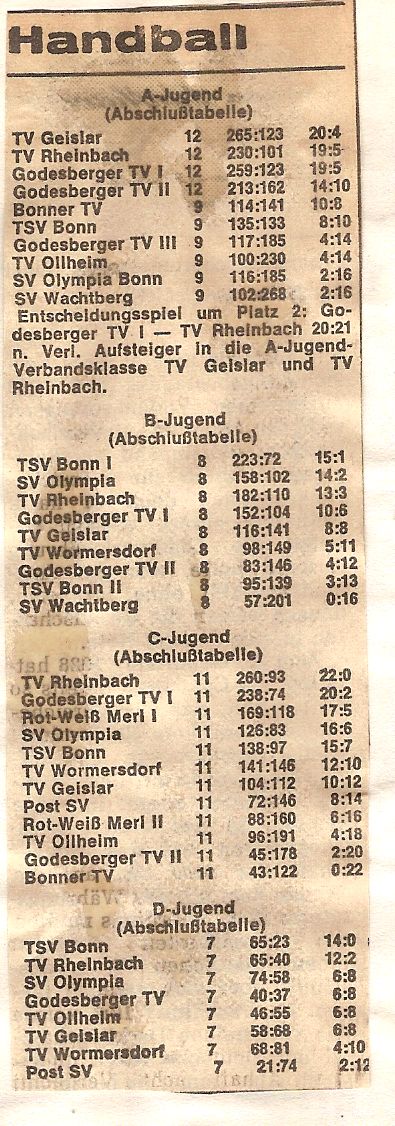 Handball
A-Jugend
(Abschlußtabelle)
TV Geislar 12 265:123 20:4
TV Rheinbach 12 230:101 19:5
Godesberger TV I 12 259:123 19:5
Godesberger TV II 12 213:162 14:10
Bonner TV 9 114:141 10:8
TSV Bonn 9 135:133 8:10
Godesberger TV III 9 117:185 4:14
TV Ollheim 9 100:230 4:14
SV Olympia Bonn 9 116:185 2:16
SV Wachtberg 9 102:268 2:16
Entscheidungsspiel um Platz 2: Go-
desberger TV I — TV Rheinbach 20:21
n. Verl. Aufsteiger in die A-Jugend-
Verbandsklasse TV Geislar und TV
Rheinbach.
B-Jugend
(Abschlußtabelle)
TSV Bonn I 8 223:72 15:1
SV Olympia 8 158:102 14:2
TV Rheinbach 8 182:110 13:3
Godesberger TV I 8 152:104 10:6
TV Geislar 8 116:141 8:8
TV Wormersdorf 8 98:149 5:11
Godesberger TV II 8 83:146 4:12
TSV Bonn II 8 95:139 3:13
SV Wachtberg 8 57:201 0:16
C-Jugend
(Abschlußtabelle)
TV Rheinbach 11 260:93 22:0
Godesberger TV I 11 238:74 20:2
Rot-Weiß Merl I 11 169:118 17:5
SV Olympia 11 126:83 16:6
TSV Bonn 11 138:97 15:7
TV Wormersdorf 11 141:146 12:10
TV Geislar 11 104:112 10:12
Post SV 11 72:146 8:14
Rot-Weiß Merl II 11 88:160 6:16
TV Ollheim 11 96:191 4:18
Godesberger TV II 11 45:178 2:20
Bonner TV 11 43:122 0:22
D-Jugend
(Abschlußtabelle)
TSV Bonn 7 65:23 14:0
TV Rheinbach 7 65:40 12:2
SV Olympia 7 74:58 6:8
Godesberger TV 7 40:37 6:8
TV Ollheim 7 46:55 6:8
TV Geislar 7 58:68 6:8
TV Wormersdorf 7 68:81 4:10
Post SV 7 21:74 2:12